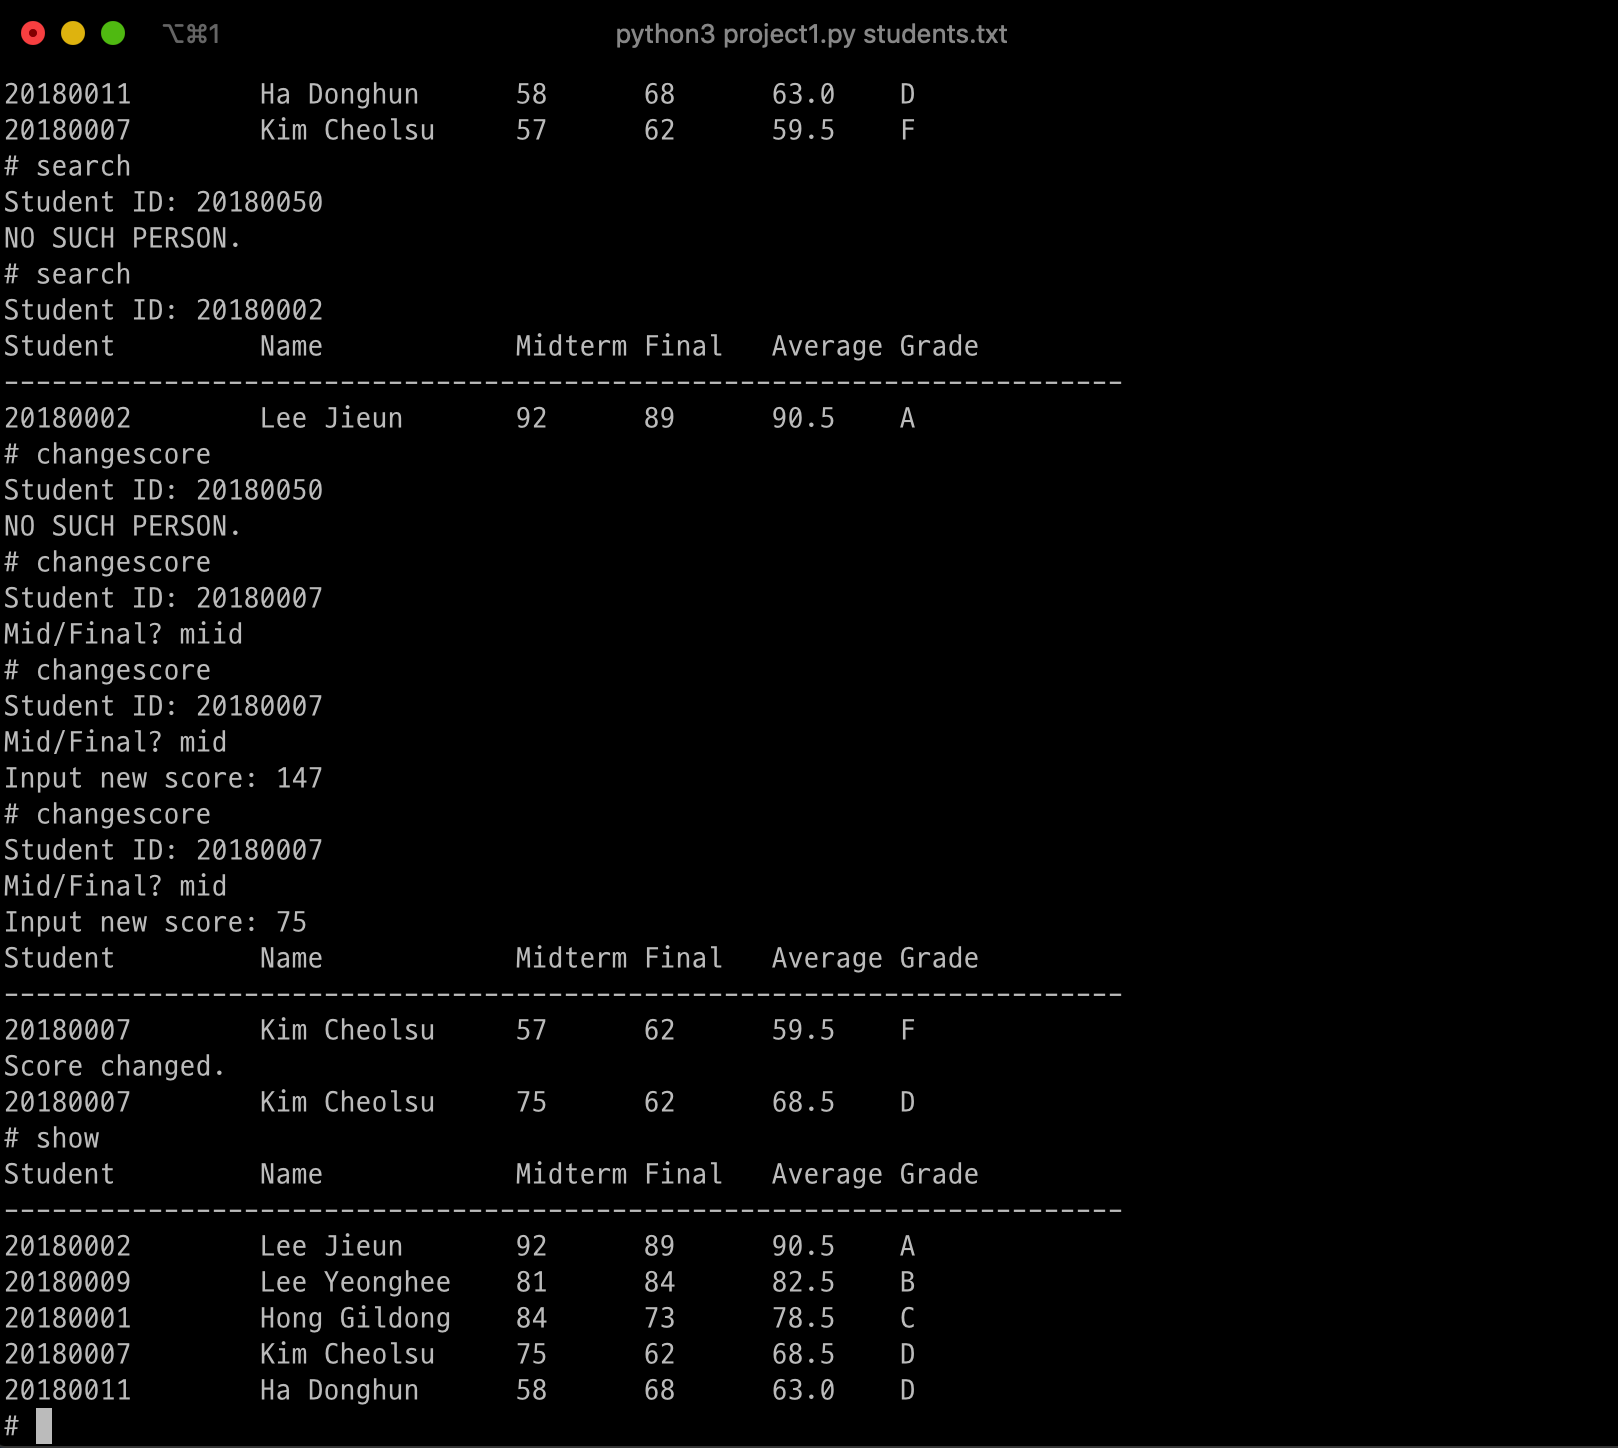 ⌥⌘1 python3 project1.py students.txt
20180011 Ha Donghun 58 68 63.0 D
20180007 Kim Cheolsu 57 62 59.5 F
# search
Student ID: 20180050
NO SUCH PERSON.
# search
Student ID: 20180002
Student Name Midterm Final Average Grade
----------------------------------------------------------------------
20180002 Lee Jieun 92 89 90.5 A
# changescore
Student ID: 20180050
NO SUCH PERSON.
# changescore
Student ID: 20180007
Mid/Final? miid
# changescore
Student ID: 20180007
Mid/Final? mid
Input new score: 147
# changescore
Student ID: 20180007
Mid/Final? mid
Input new score: 75
Student Name Midterm Final Average Grade
----------------------------------------------------------------------
20180007 Kim Cheolsu 57 62 59.5 F
Score changed.
20180007 Kim Cheolsu 75 62 68.5 D
# show
Student Name Midterm Final Average Grade
----------------------------------------------------------------------
20180002 Lee Jieun 92 89 90.5 A
20180009 Lee Yeonghee 81 84 82.5 B
20180001 Hong Gildong 84 73 78.5 C
20180007 Kim Cheolsu 75 62 68.5 D
20180011 Ha Donghun 58 68 63.0 D
#